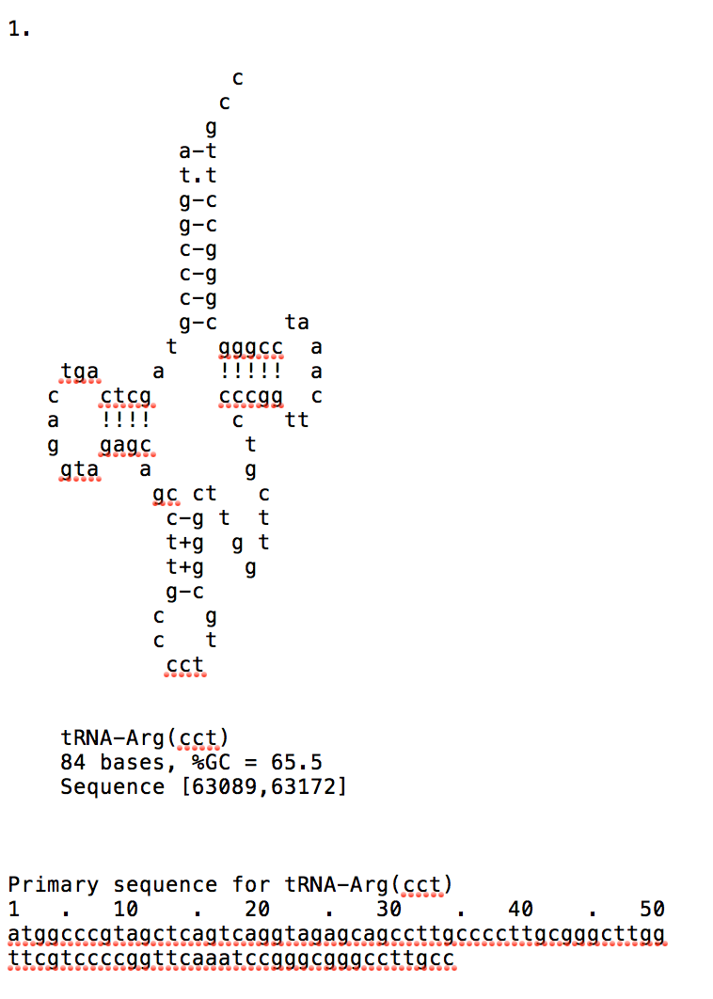 1.
c
c
g
a-t
t.t
g-c
g-c
c-g
c-g
c-g
g-c ta
t gggcc a
tga a !!!!! a
c ctcg cccgg c
a !!!! c tt
g gagc t
gta a g
gc ct c
c-g t t
t+g g t
t+g g
g-c
c g
c t
cct
tRNA-Arg(cct)
84 bases, %GC = 65.5
Sequence [63089,63172]
Primary sequence for tRNA-Arg(cct)
1 . 10 . 20 . 30 . 40 . 50
atggcccgtagctcagtcaggtagagcagccttgccccttgcgggcttgg
ttcgtccccggttcaaatccgggcgggccttgcc